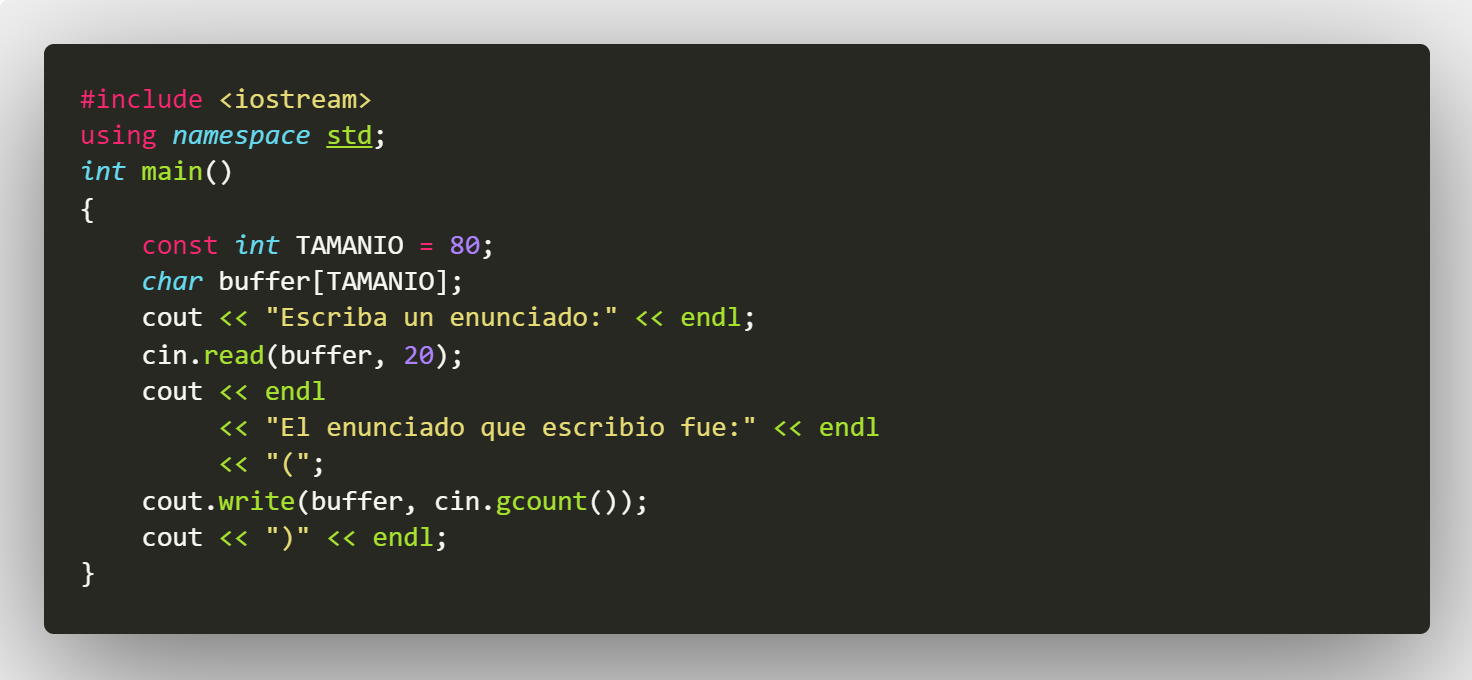 #include <iostream>
using namespace std;
int main()
{
    const int TAMANIO = 80;
    char buffer[TAMANIO];
    cout << "Escriba un enunciado:" << endl;
    cin.read(buffer, 20);
    cout << endl
         << "El enunciado que escribio fue:" << endl
         << "(";
    cout.write(buffer, cin.gcount());
    cout << ")" << endl;
}